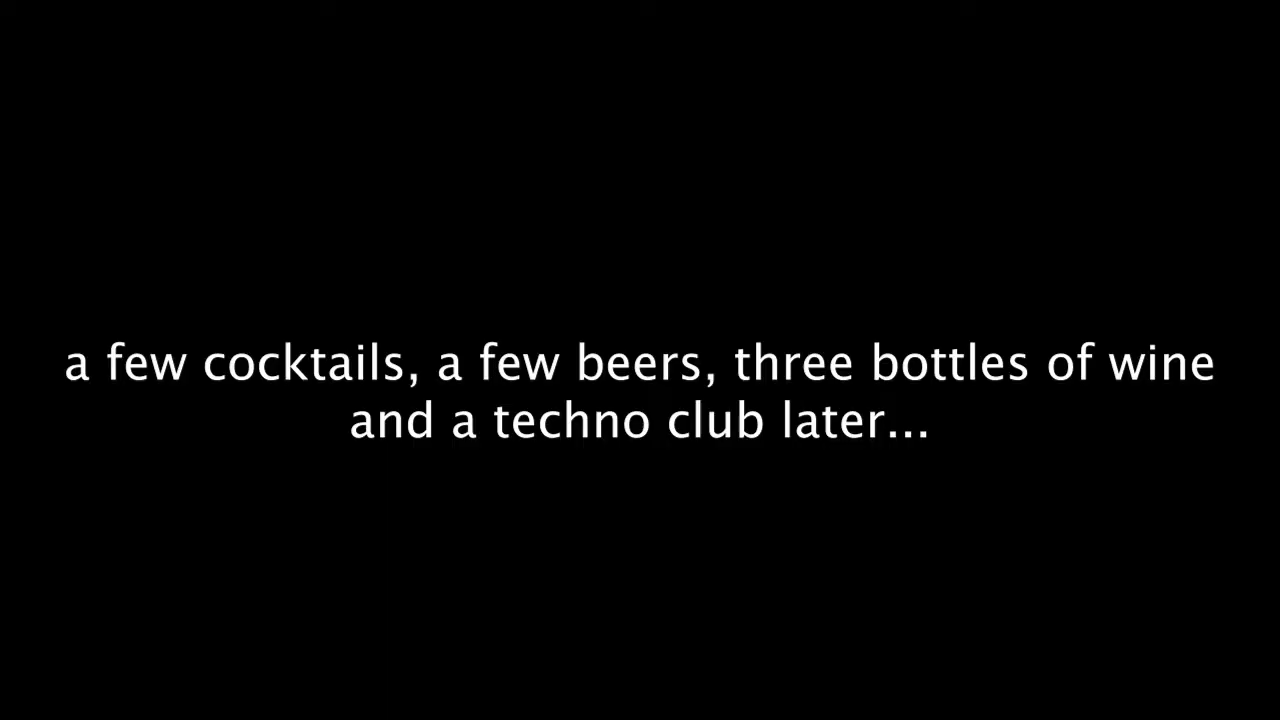 a few cocktails, a few beers, three bottles of wine
and a techno club later...